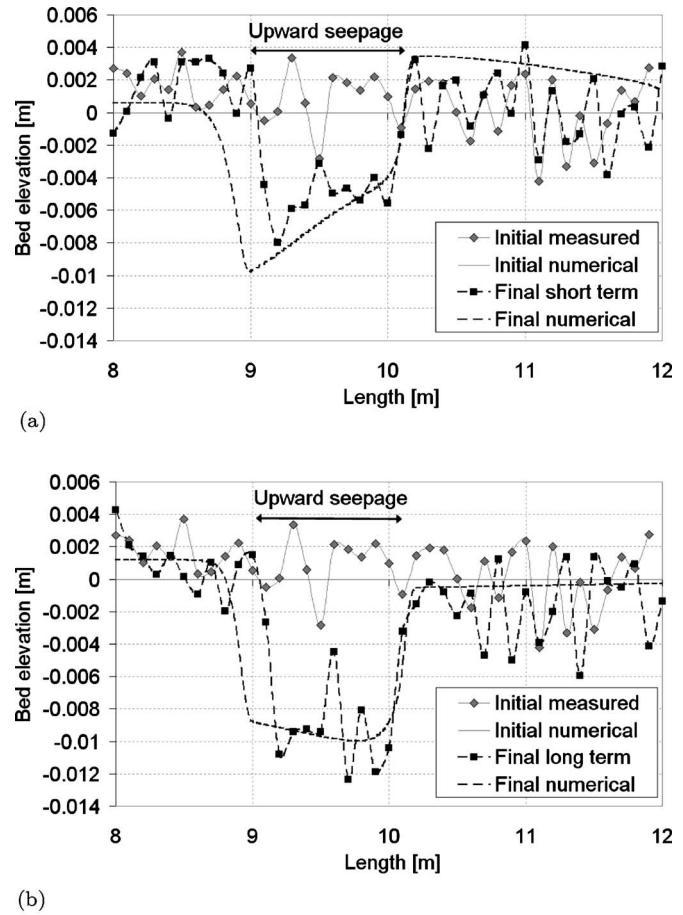 0.006
0.004
0.002
0
-0.002
-0.004
-0.006
-0.008
-0.01
-0.012
-0.014
Bed elevation [m]
Upward seepage
Initial measured
Initial numerical
Final short term
Final numerical
8 9 10 11 12
Length [m]
(a)
0.006
0.004
0.002
0
-0.002
-0.004
-0.006
-0.008
-0.01
-0.012
-0.014
Bed elevation [m]
Upward seepage
Initial measured
Initial numerical
Final long term
Final numerical
8 9 10 11 12
Length [m]
(b)